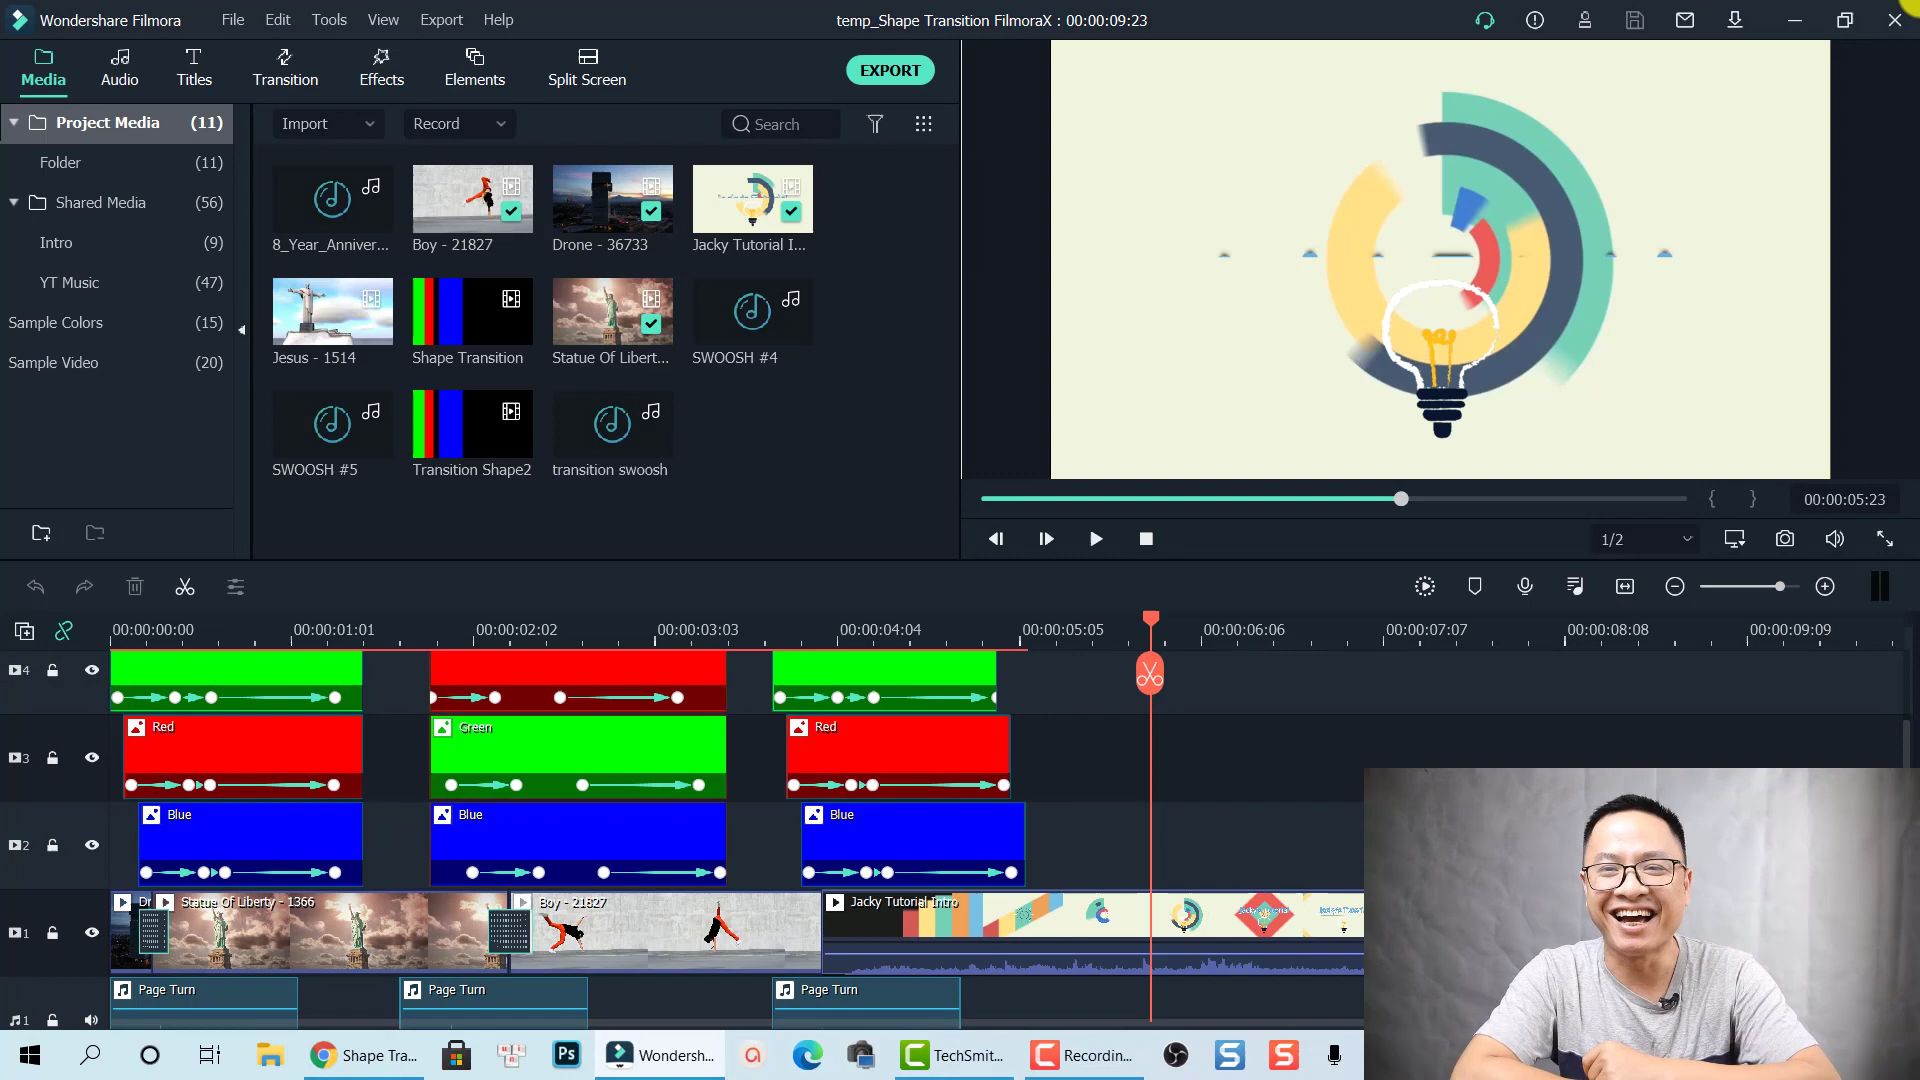 Wondershare Filmora
File Edit Tools View Export Help
temp_Shape Transition FilmoraX : 00:00:09:23
Media
Audio
Titles
Transition
Effects
Elements
Split Screen
EXPORT
Project Media (11)
Folder (11)
Shared Media (56)
Intro (9)
YT Music (47)
Sample Colors (15)
Sample Video (20)
Import
Record
Search
8_Year_Anniver...
Boy - 21827
Drone - 36733
Jacky Tutorial I...
Jesus - 1514
Shape Transition
Statue Of Libert...
SWOOSH #4
SWOOSH #5
Transition Shape2
transition swoosh
{ }
00:00:05:23
1/2
00:00:00:00
00:00:01:01
00:00:02:02
00:00:03:03
00:00:04:04
00:00:05:05
00:00:06:06
00:00:07:07
00:00:08:08
00:00:09:09
4
3
Red
Green
Red
2
Blue
Blue
Blue
1
Dr
Statue Of Liberty - 1366
Boy - 21827
Jacky Tutorial Intro
1
Page Turn
Page Turn
Page Turn
Shape Tra...
Ps
Wondersh...
TechSmit...
Recordin...
S
S